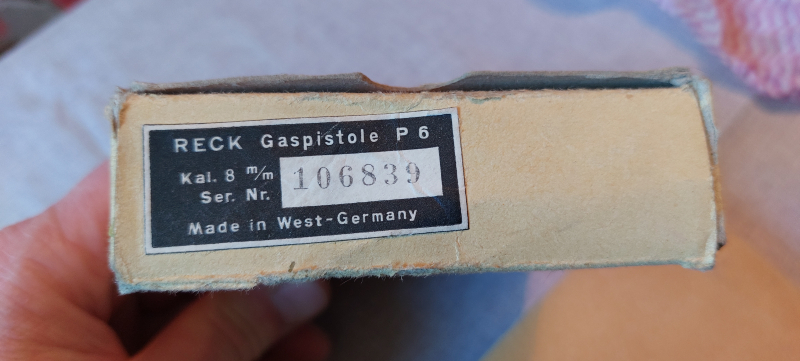 RECK Gaspistole P 6
Kal. 8 m/m
Ser. Nr. 106839
Made in West-Germany